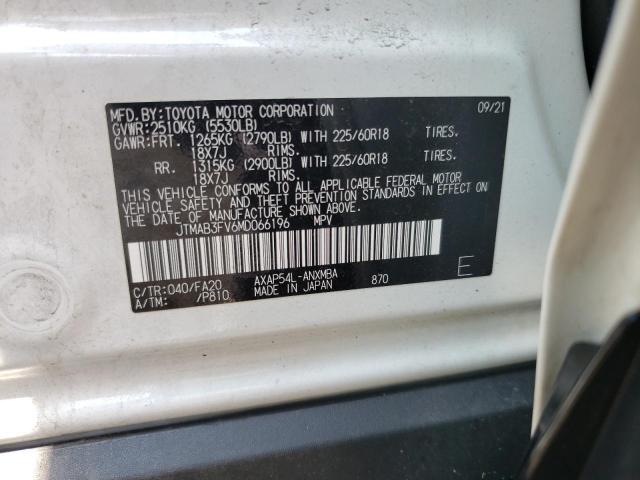 MFD.BY:TOYOTA MOTOR CORPORATION 09/21
GVWR:2510KG (5530LB)
GAWR:FRT. 1265KG (2790LB) WITH 225/60R18 TIRES.
18X7J RIMS.
RR. 1315KG (2900LB) WITH 225/60R18 TIRES.
18X7J RIMS.
THIS VEHICLE CONFORMS TO ALL APPLICABLE FEDERAL MOTOR
VEHICLE SAFETY AND THEFT PREVENTION STANDARDS IN EFFECT ON
THE DATE OF MANUFACTURE SHOWN ABOVE.
JTMAB3FV6MD066196 MPV
C/TR:040/FA20 AXAP54L-ANXMBA 870 E
A/TM: /P810 MADE IN JAPAN